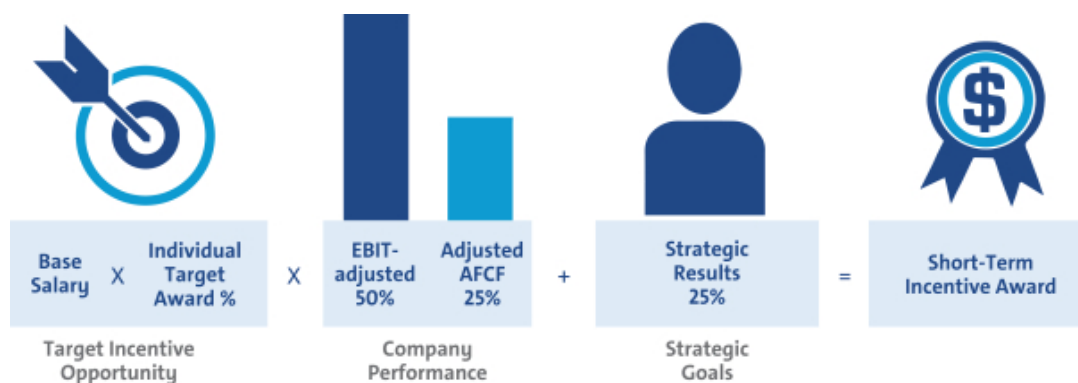 $
Base
Salary
X
Individual
Target
Award %
X
EBIT-
adjusted
50%
Adjusted
AFCF
25%
+
Strategic
Results
25%
=
Short-Term
Incentive Award
Target Incentive
Opportunity
Company
Performance
Strategic
Goals